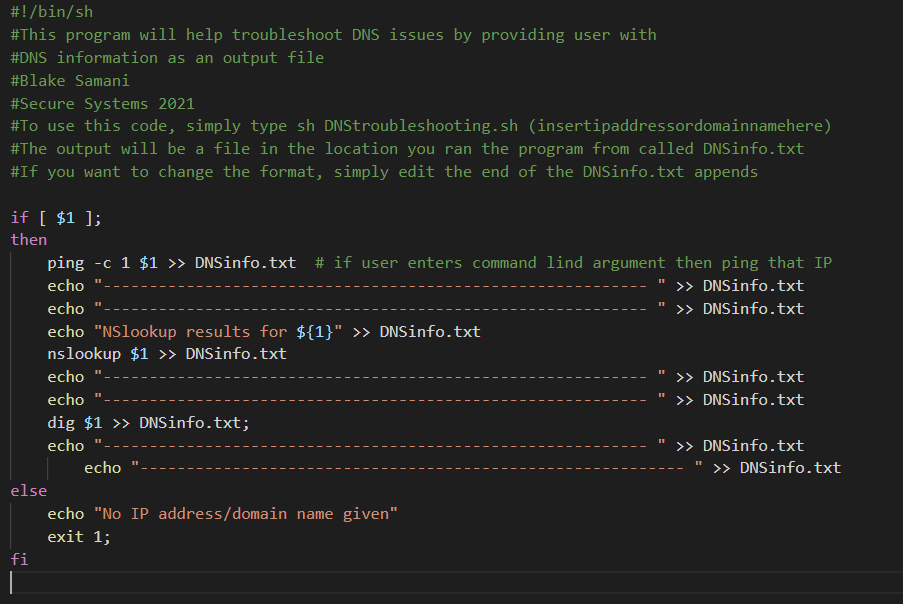 #!/bin/sh
#This program will help troubleshoot DNS issues by providing user with
#DNS information as an output file
#Blake Samani
#Secure Systems 2021
#To use this code, simply type sh DNStroubleshooting.sh (insertipaddressordomainnamehere)
#The output will be a file in the location you ran the program from called DNSinfo.txt
#If you want to change the format, simply edit the end of the DNSinfo.txt appends

if [ $1 ];
then
    ping -c 1 $1 >> DNSinfo.txt  # if user enters command lind argument then ping that IP
    echo "----------------------------------------------------------- " >> DNSinfo.txt
    echo "----------------------------------------------------------- " >> DNSinfo.txt
    echo "NSlookup results for ${1}" >> DNSinfo.txt
    nslookup $1 >> DNSinfo.txt
    echo "----------------------------------------------------------- " >> DNSinfo.txt
    echo "----------------------------------------------------------- " >> DNSinfo.txt
    dig $1 >> DNSinfo.txt;
    echo "----------------------------------------------------------- " >> DNSinfo.txt
        echo "----------------------------------------------------------- " >> DNSinfo.txt
else
    echo "No IP address/domain name given"
    exit 1;
fi